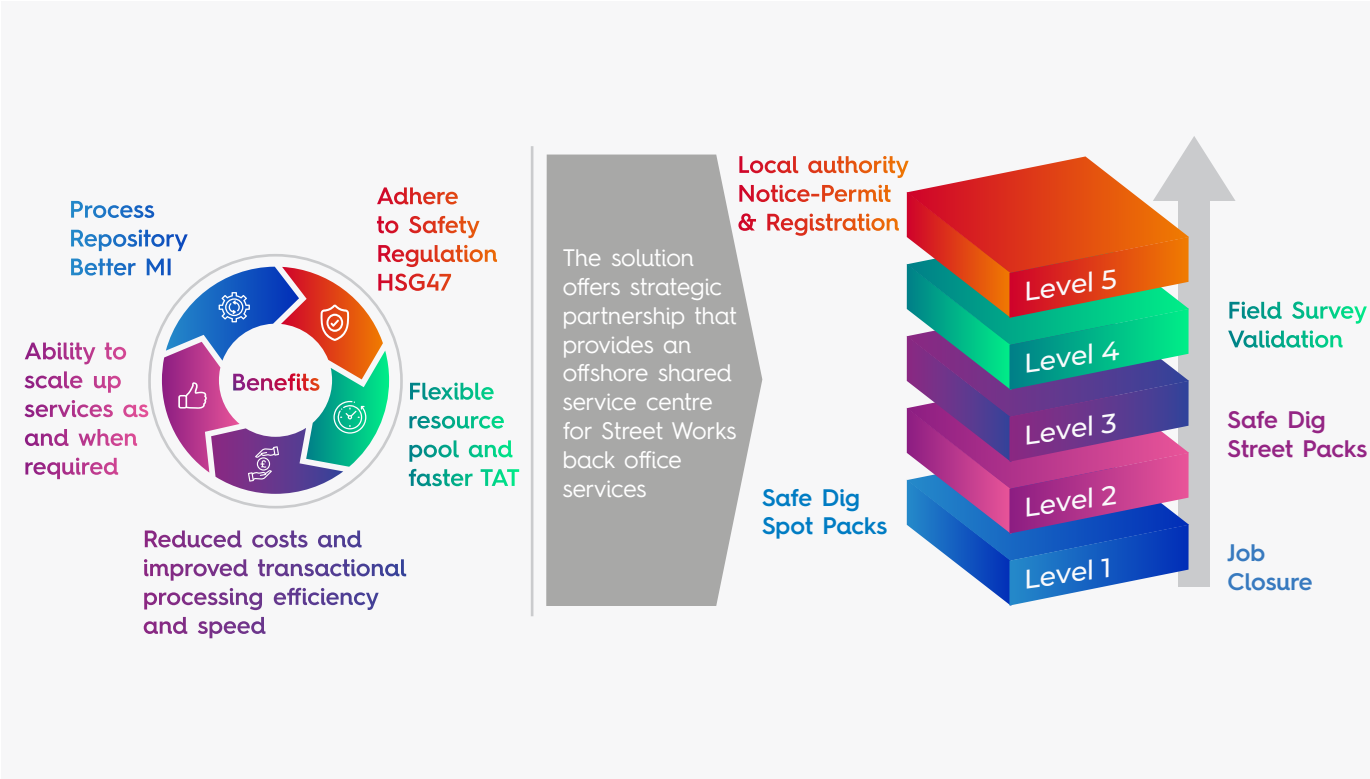 Process
Repository
Better MI
Adhere
to Safety
Regulation
HSG47
Ability to
scale up
services as
and when
required
Benefits
£
Flexible
resource
pool and
faster TAT
Reduced costs and
improved transactional
processing efficiency
and speed
The solution
offers strategic
partnership that
provides an
offshore shared
service centre
for Street Works
back office
services
Local authority
Notice-Permit
& Registration
Safe Dig
Spot Packs
Level 5
Level 4
Level 3
Level 2
Level 1
Field Survey
Validation
Safe Dig
Street Packs
Job
Closure